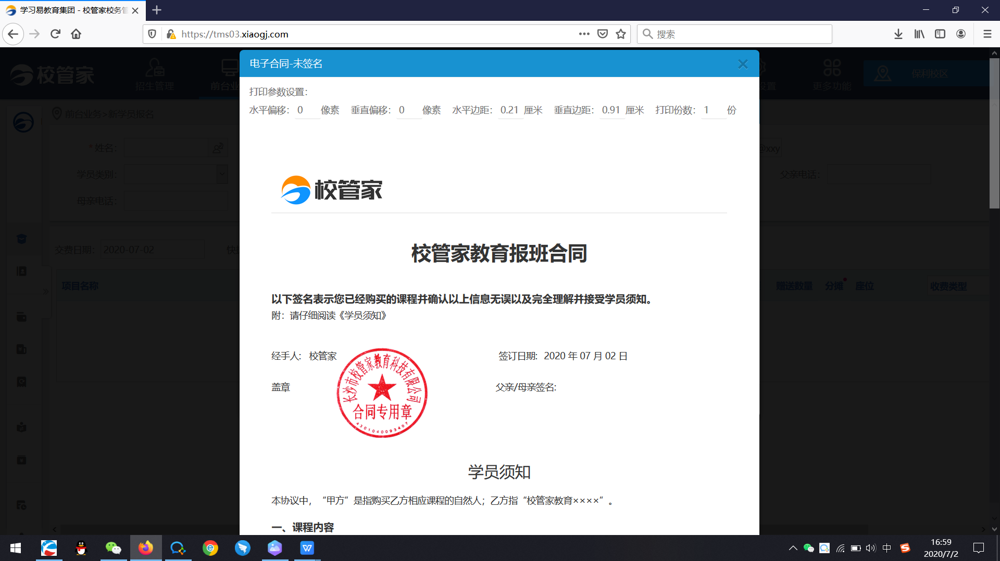 学习易教育集团 - 校管家校务管
https://tms03.xiaogj.com
搜索
校管家
招生管理
前台业
设置
更多功能
保利校区
电子合同-未签名
打印参数设置：
水平偏移： 0 像素 垂直偏移： 0 像素 水平边距： 0.21 厘米 垂直边距： 0.91 厘米 打印份数： 1 份
前台业务>新学员报名
*姓名：
@xxy
学员类别：
父亲电话：
母亲电话：
校管家
交费日期： 2020-07-02
快捷
校管家教育报班合同
项目名称
赠送数量 分摊 座位 收费类型
以下签名表示您已经购买的课程并确认以上信息无误以及完全理解并接受学员须知。
附：请仔细阅读《学员须知》
经手人： 校管家
签订日期: 2020 年 07 月 02 日
盖章
父亲/母亲签名:
长沙市校管家教育科技有限公司
合同专用章
4301040093407
学员须知
本协议中，“甲方”是指购买乙方相应课程的自然人；乙方指“校管家教育××××”。
一、课程内容
中
16:59
2020/7/2